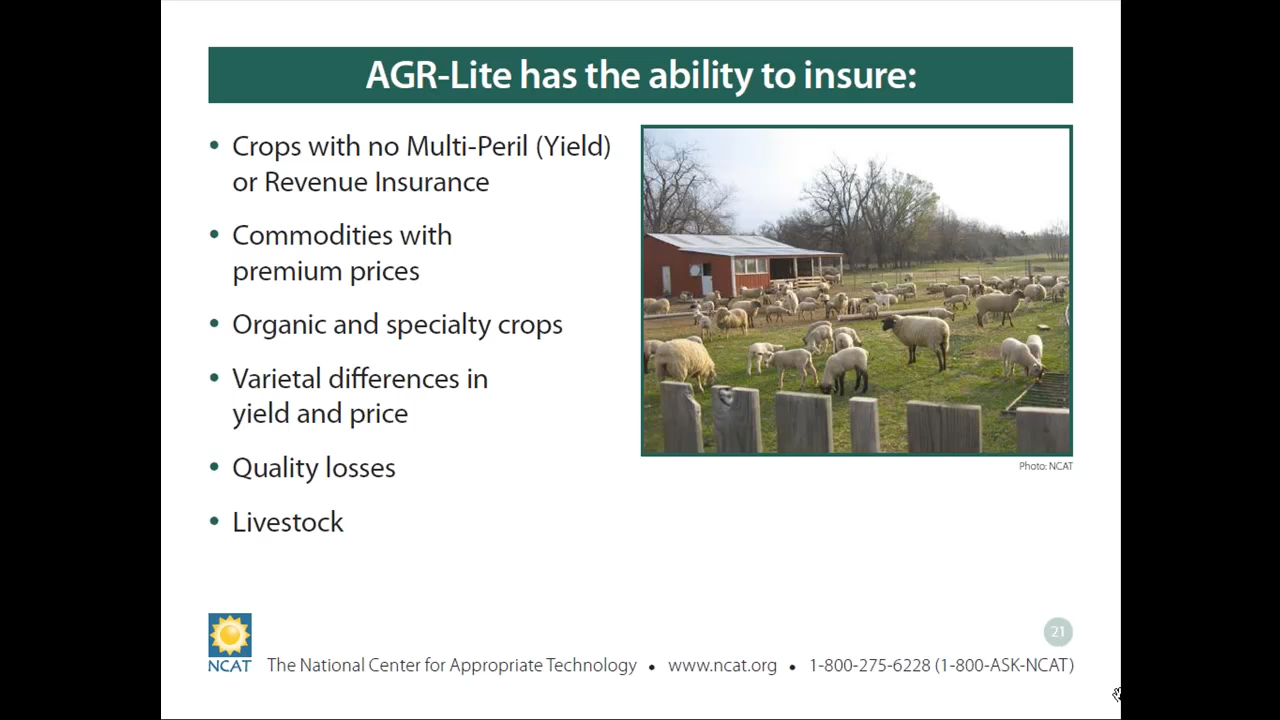 AGR-Lite has the ability to insure:
• Crops with no Multi-Peril (Yield)
or Revenue Insurance
• Commodities with
premium prices
• Organic and specialty crops
• Varietal differences in
yield and price
• Quality losses
• Livestock
Photo: NCAT
21
NCAT
The National Center for Appropriate Technology • www.ncat.org • 1-800-275-6228 (1-800-ASK-NCAT)